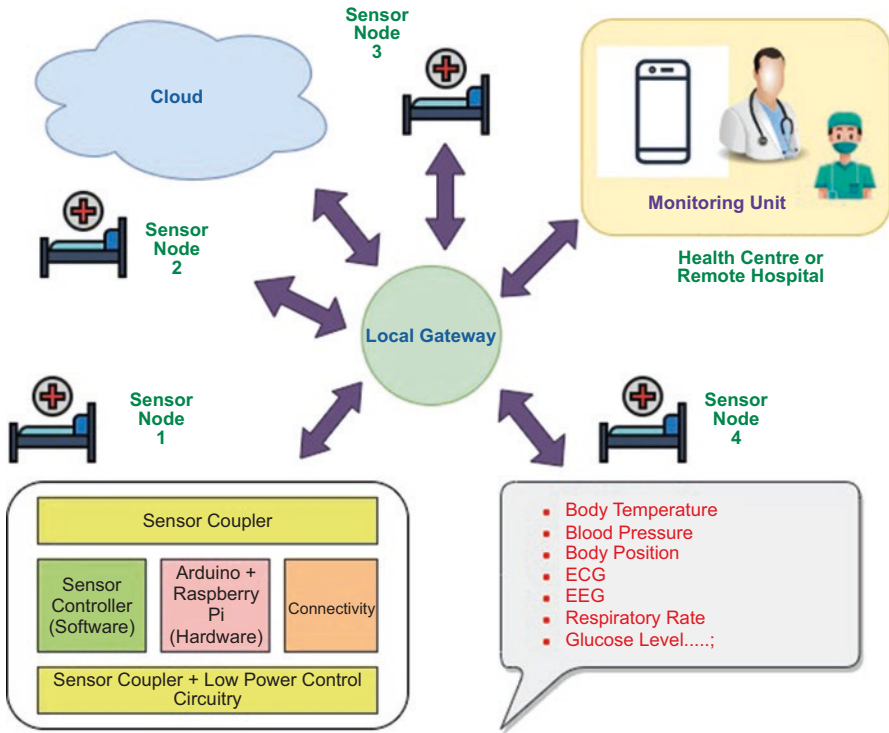 Sensor
Node
3
Cloud
Monitoring Unit
Sensor
Node
2
Health Centre or
Remote Hospital
Local Gateway
Sensor
Node
1
Sensor
Node
4
Sensor Coupler
Sensor
Controller
(Software)
Arduino +
Raspberry
Pi
(Hardware)
Connectivity
Sensor Coupler + Low Power Control
Circuitry
Body Temperature
Blood Pressure
Body Position
ECG
EEG
Respiratory Rate
Glucose Level.....;